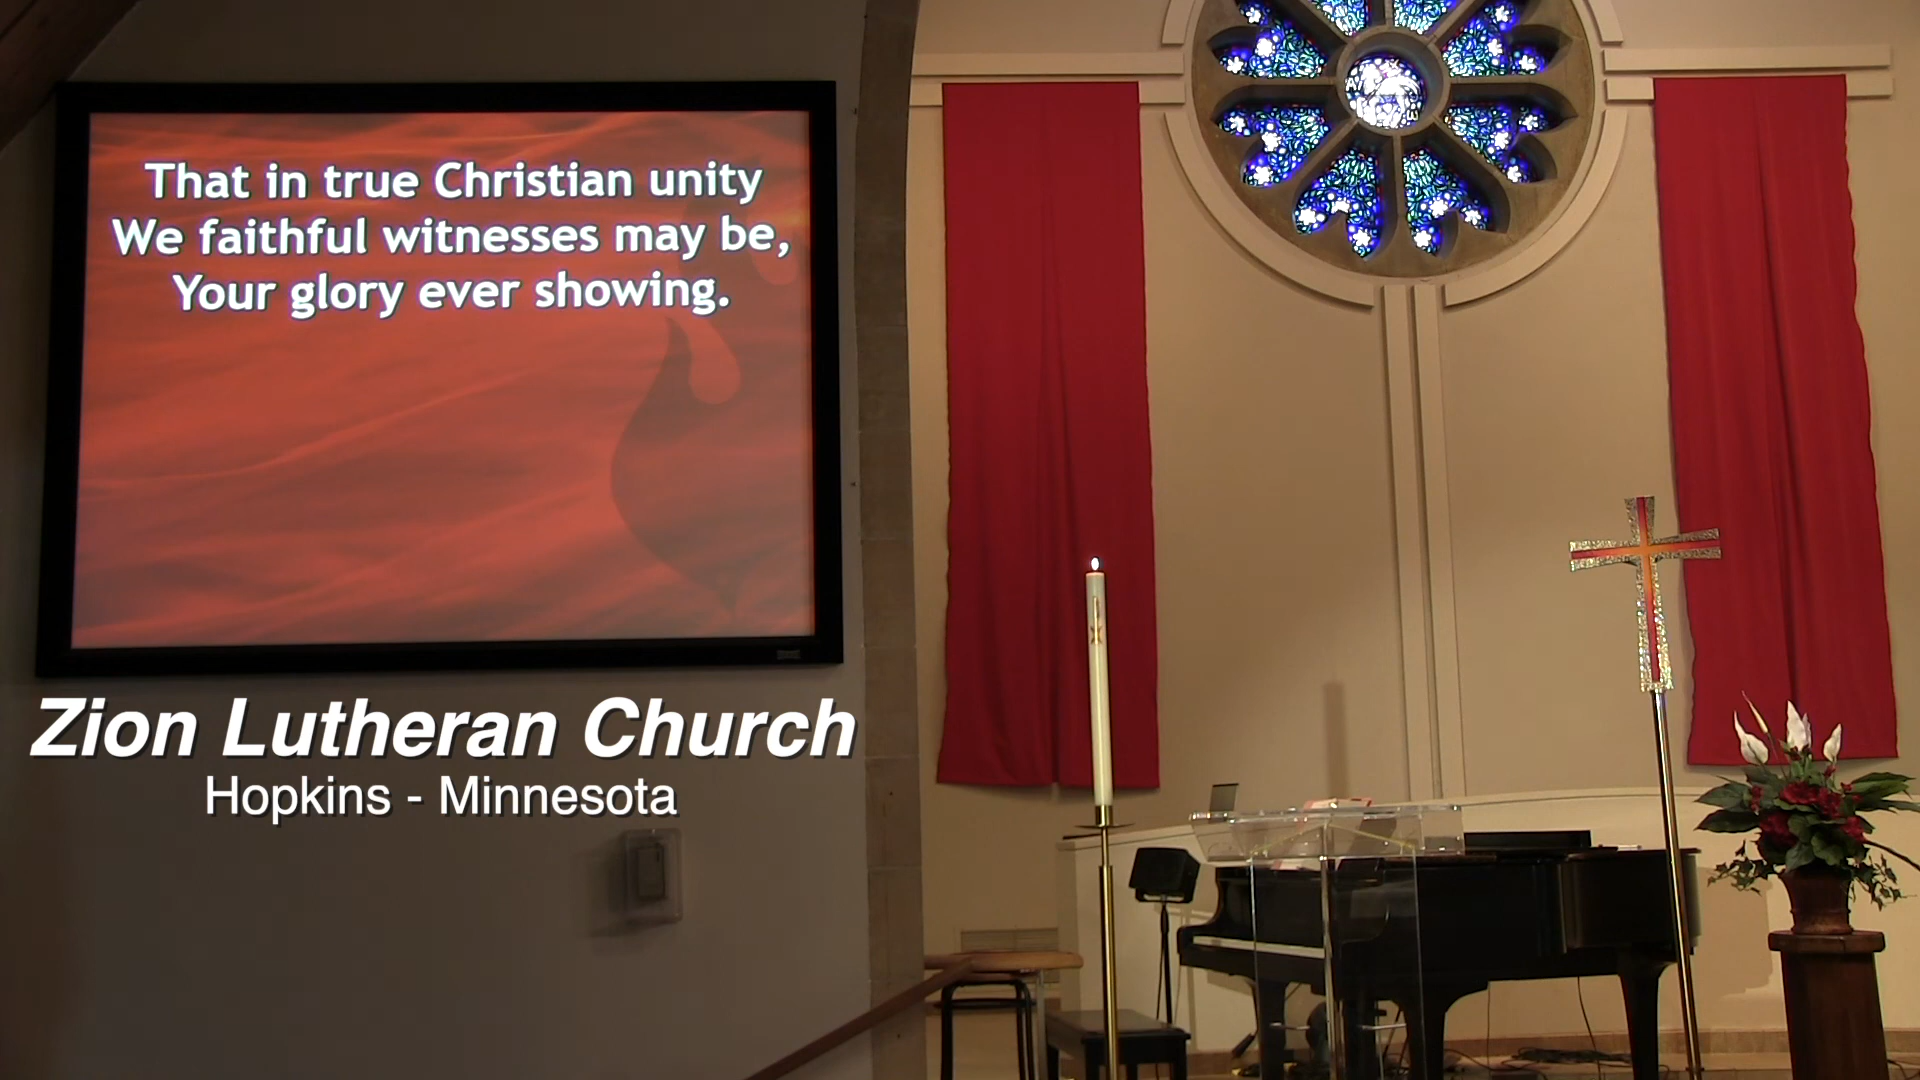 That in true Christian unity
We faithful witnesses may be,
Your glory ever showing.
Zion Lutheran Church
Hopkins - Minnesota